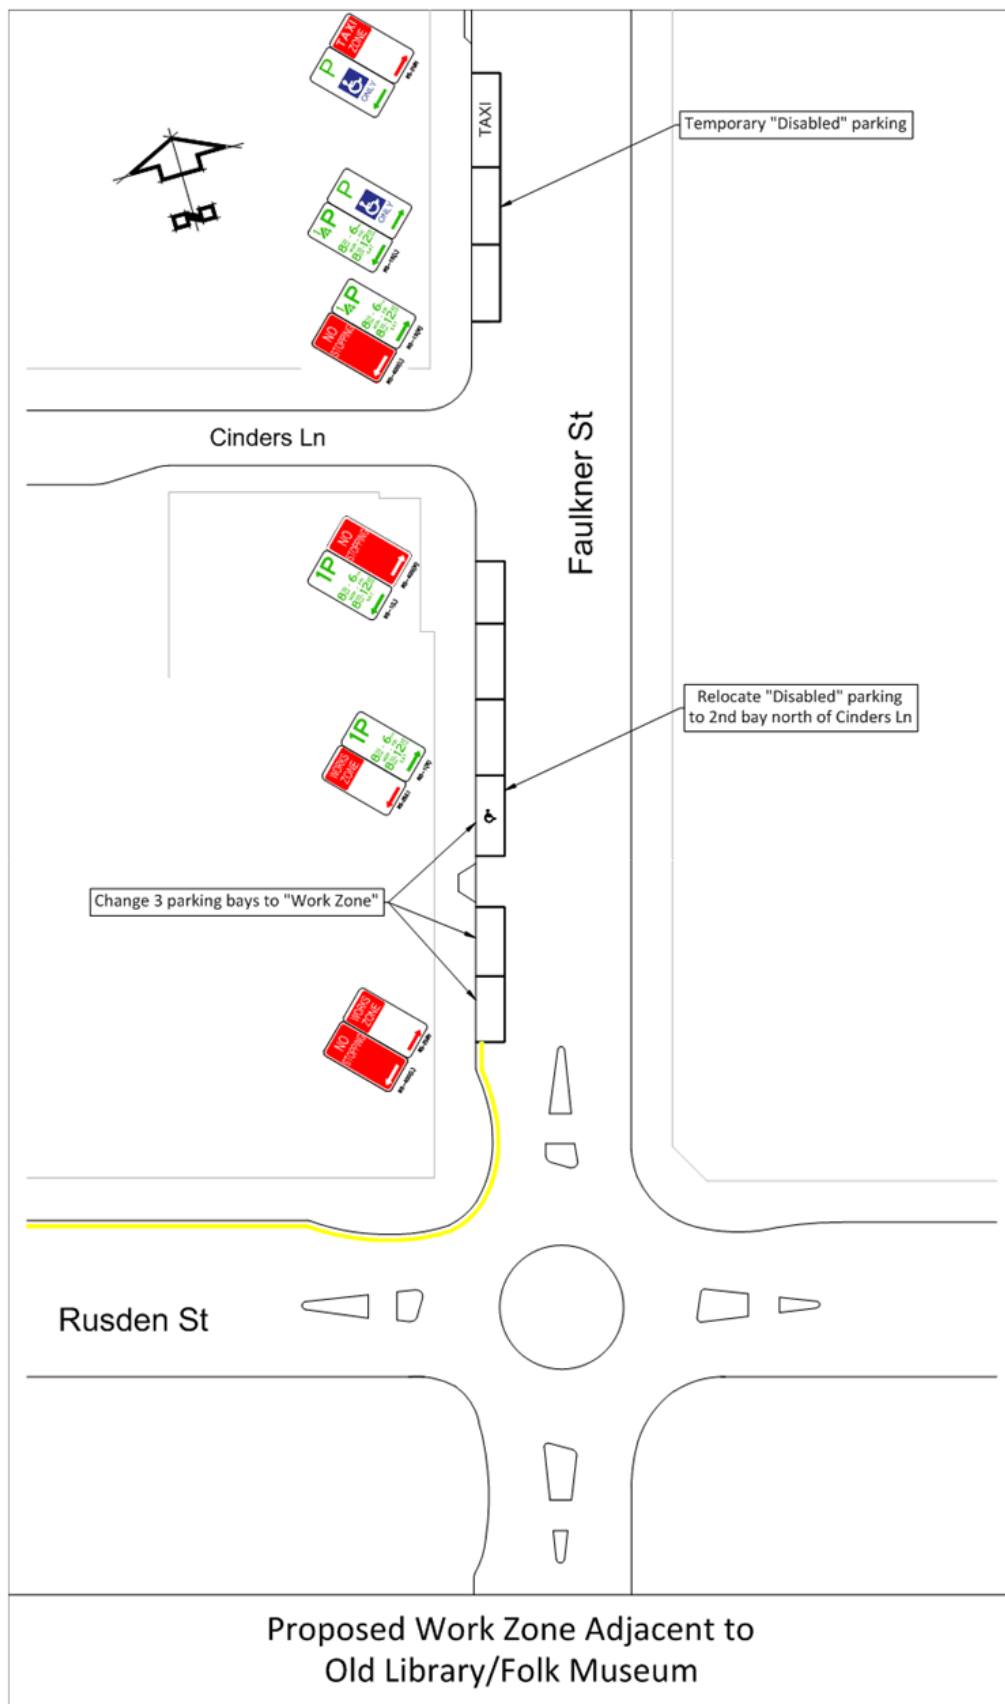 TAXI
ZONE
P
ONLY
TAXI
Temporary "Disabled" parking
N
P
ONLY
1/4P
1/4P
NO
STOPPING
Cinders Ln
Faulkner St
NO
STOPPING
1P
Relocate "Disabled" parking
to 2nd bay north of Cinders Ln
1P
WORKS
ZONE
Change 3 parking bays to "Work Zone"
WORKS
ZONE
NO
STOPPING
Rusden St
Proposed Work Zone Adjacent to
Old Library/Folk Museum